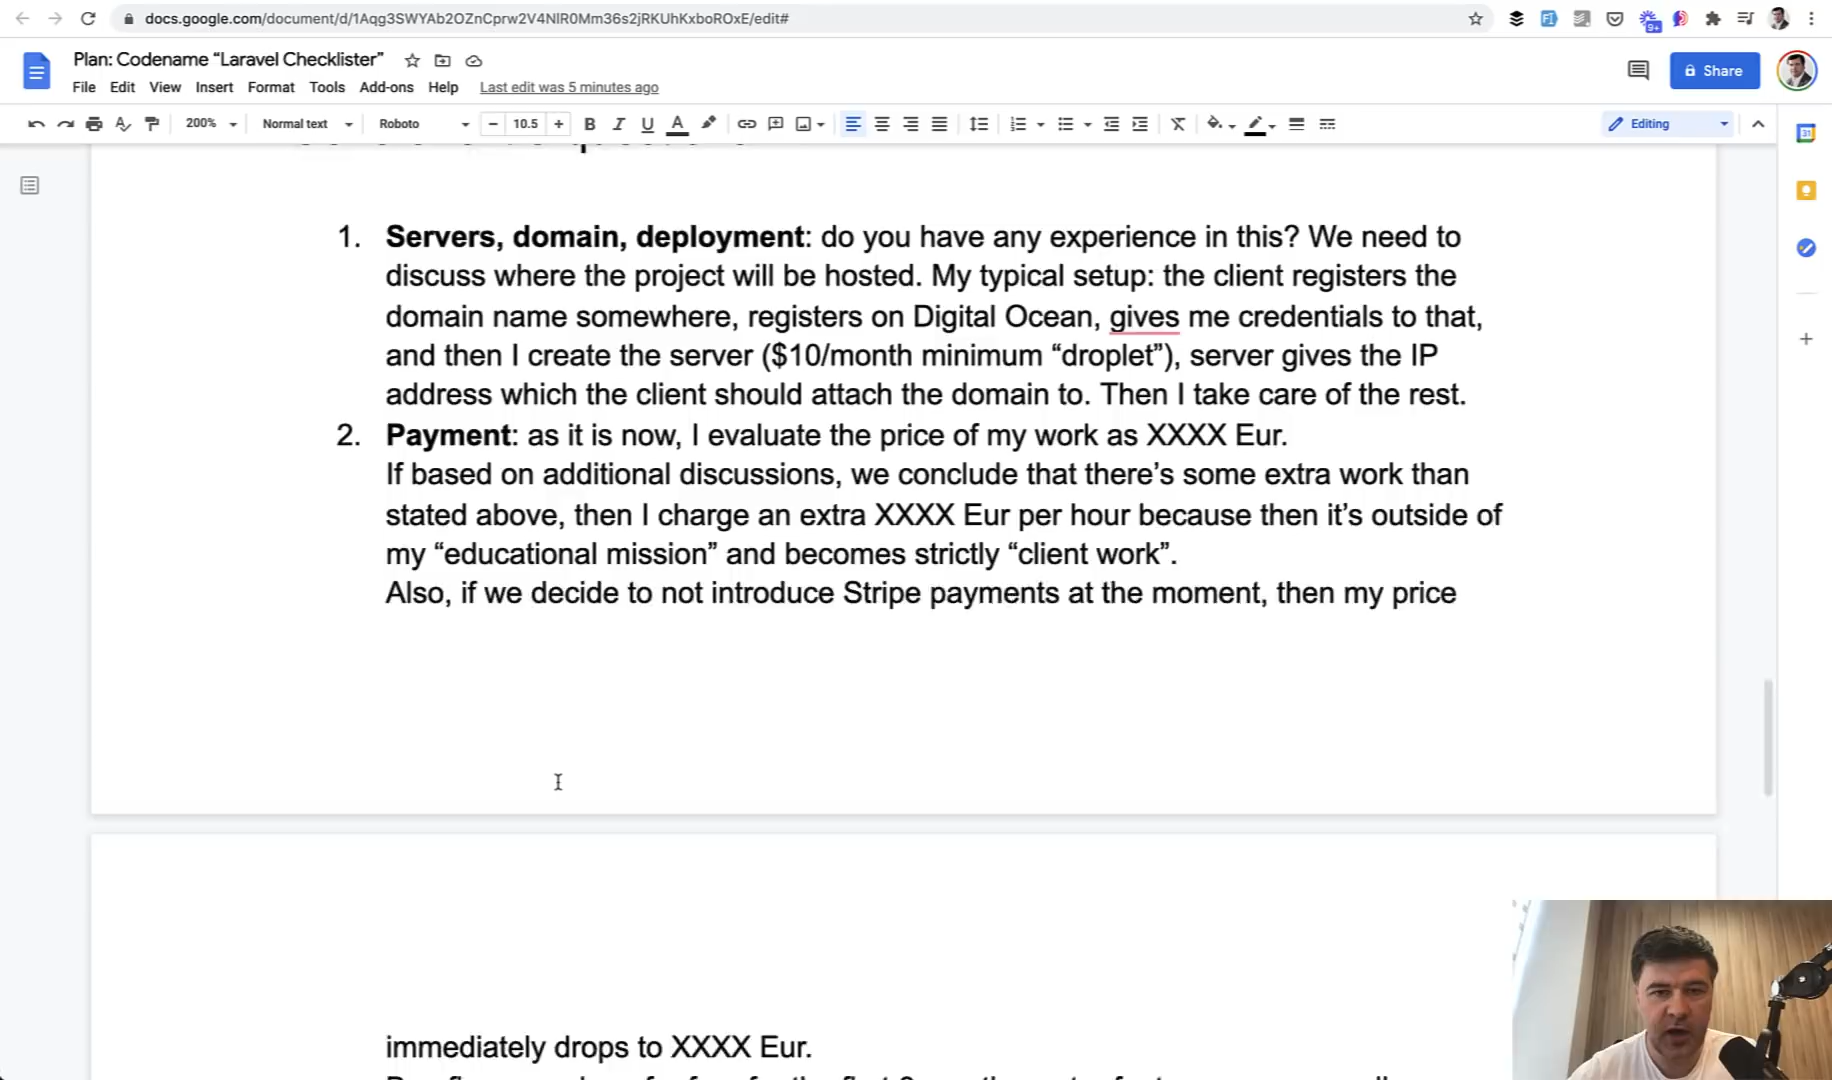 docs.google.com/document/d/1Aqg3SWYAb2OZnCprw2V4NlR0Mm36s2jRKUhKxboROxE/edit#
Plan: Codename “Laravel Checklister”
File Edit View Insert Format Tools Add-ons Help Last edit was 5 minutes ago
Share
200% Normal text Roboto 10.5 Editing
1. Servers, domain, deployment: do you have any experience in this? We need to
discuss where the project will be hosted. My typical setup: the client registers the
domain name somewhere, registers on Digital Ocean, gives me credentials to that,
and then I create the server ($10/month minimum “droplet”), server gives the IP
address which the client should attach the domain to. Then I take care of the rest.
2. Payment: as it is now, I evaluate the price of my work as XXXX Eur.
If based on additional discussions, we conclude that there’s some extra work than
stated above, then I charge an extra XXXX Eur per hour because then it’s outside of
my “educational mission” and becomes strictly “client work”.
Also, if we decide to not introduce Stripe payments at the moment, then my price
immediately drops to XXXX Eur.